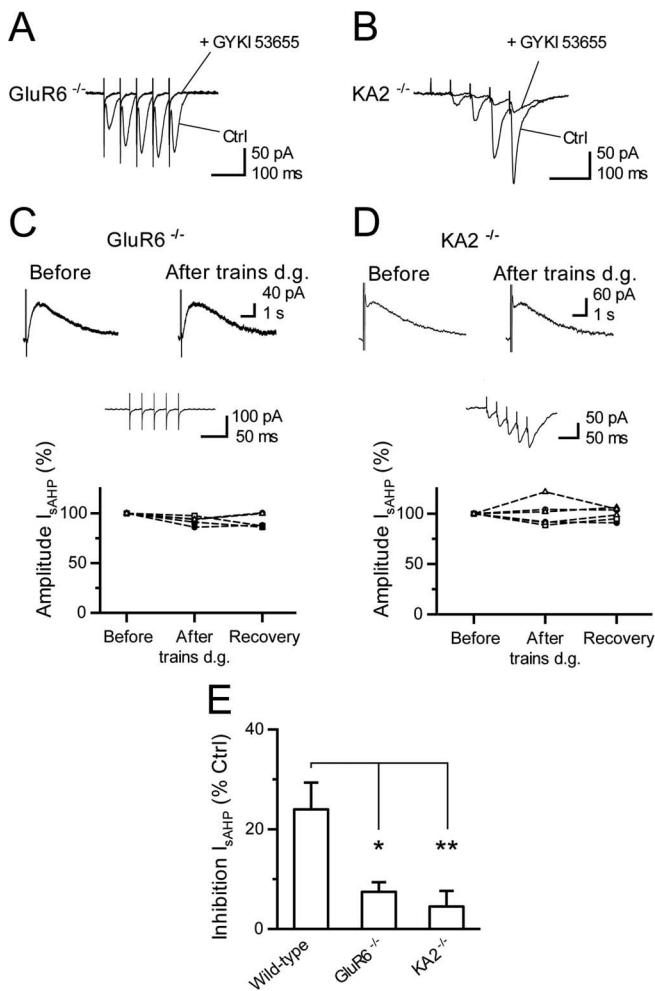 A
+ GYKI 53655
GluR6 -/-
Ctrl
50 pA
100 ms
B
+ GYKI 53655
KA2 -/-
Ctrl
50 pA
100 ms
C
GluR6 -/-
Before
After trains d.g.
40 pA
1 s
100 pA
50 ms
Amplitude IsAHP (%)
100
0
Before
After
Recovery
trains d.g.
D
KA2 -/-
Before
After trains d.g.
60 pA
1 s
50 pA
50 ms
Amplitude IsAHP (%)
100
0
Before
After
Recovery
trains d.g.
E
Inhibition IsAHP (% Ctrl)
40
20
0
*
**
Wild-type
GluR6-/-
KA2-/-